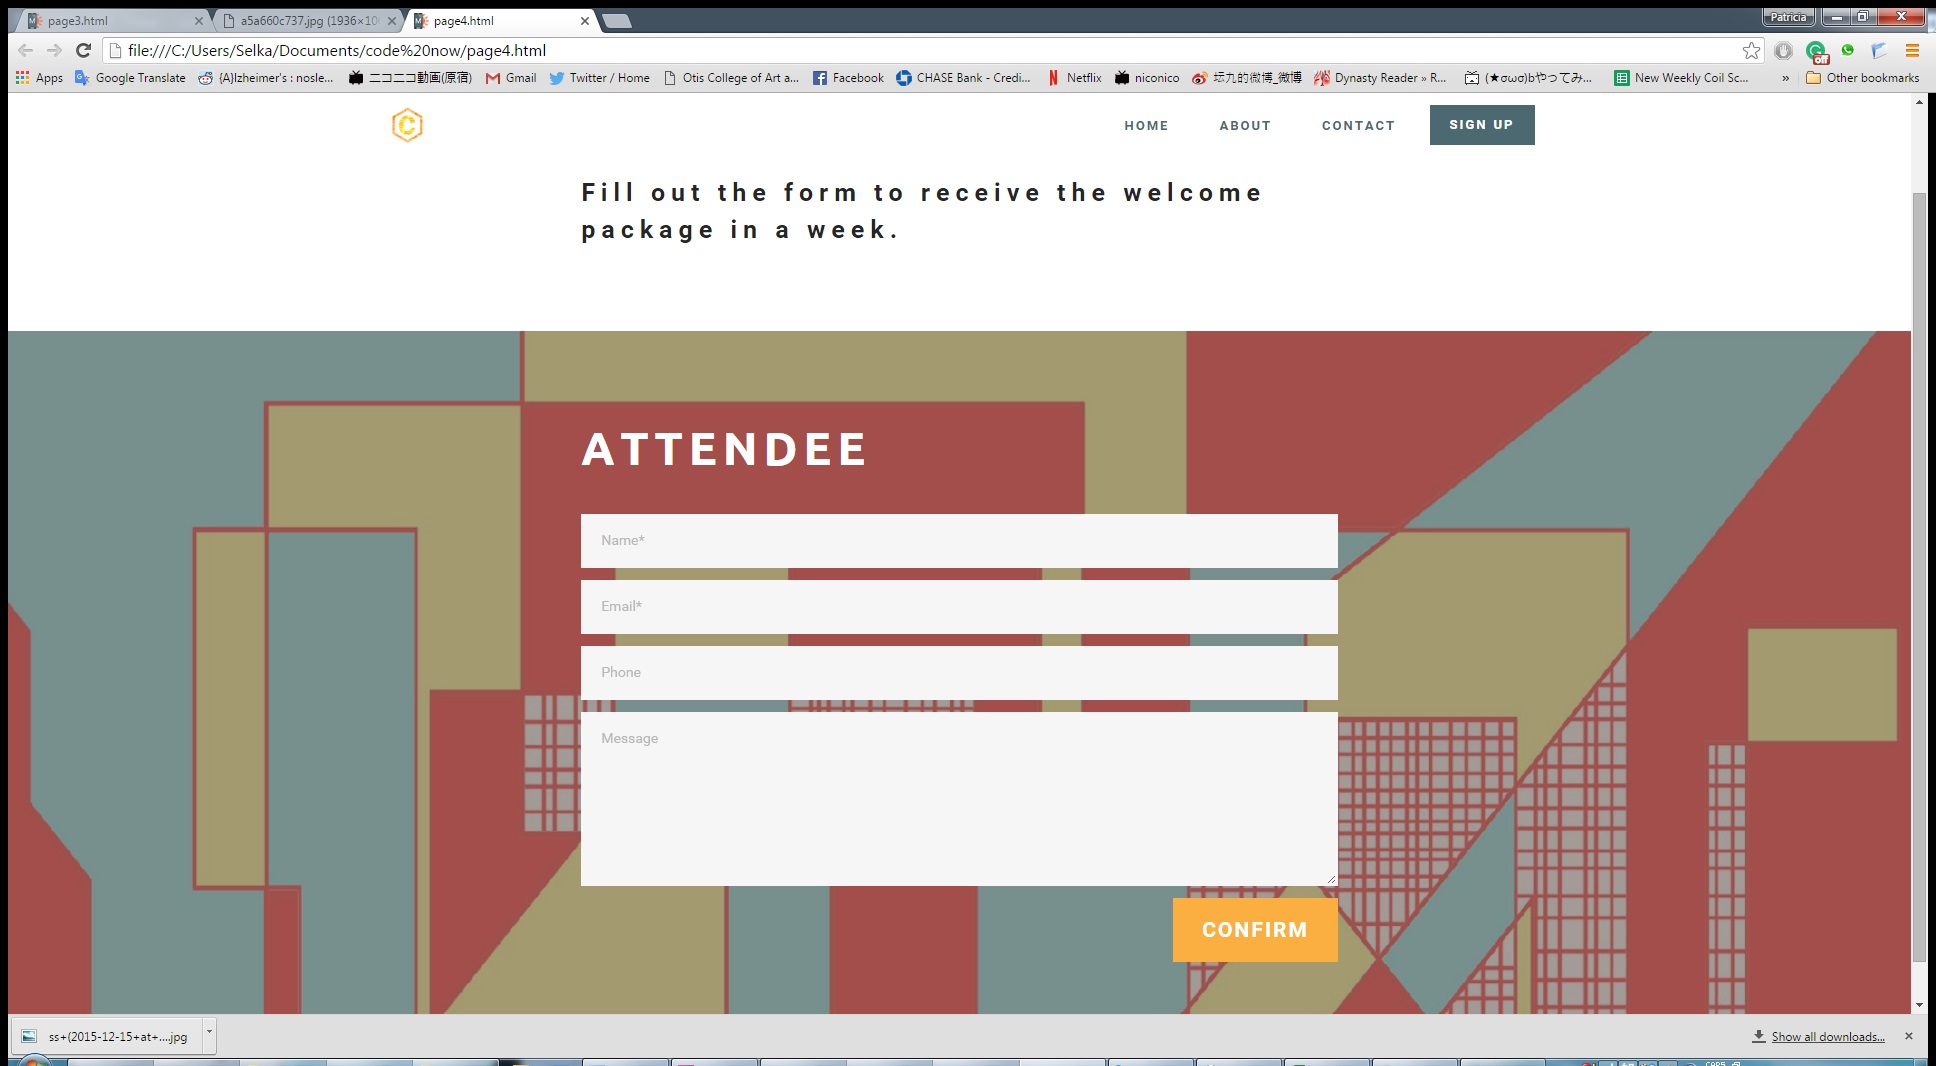 page3.html
a5a660c737.jpg (1936×10
page4.html
Patricia
file:///C:/Users/Selka/Documents/code%20now/page4.html
off
Apps
Google Translate
{A}lzheimer's : nosle...
ニコニコ動画(原宿)
Gmail
Twitter / Home
Otis College of Art a...
Facebook
CHASE Bank - Credi...
Netflix
niconico
坛九的微博_微博
Dynasty Reader » R...
(★σωσ)bやってみ...
New Weekly Coil Sc...
»
Other bookmarks
C
HOME
ABOUT
CONTACT
SIGN UP
Fill out the form to receive the welcome
package in a week.
ATTENDEE
Name*
Email*
Phone
Message
CONFIRM
ss+(2015-12-15+at+...jpg
Show all downloads...